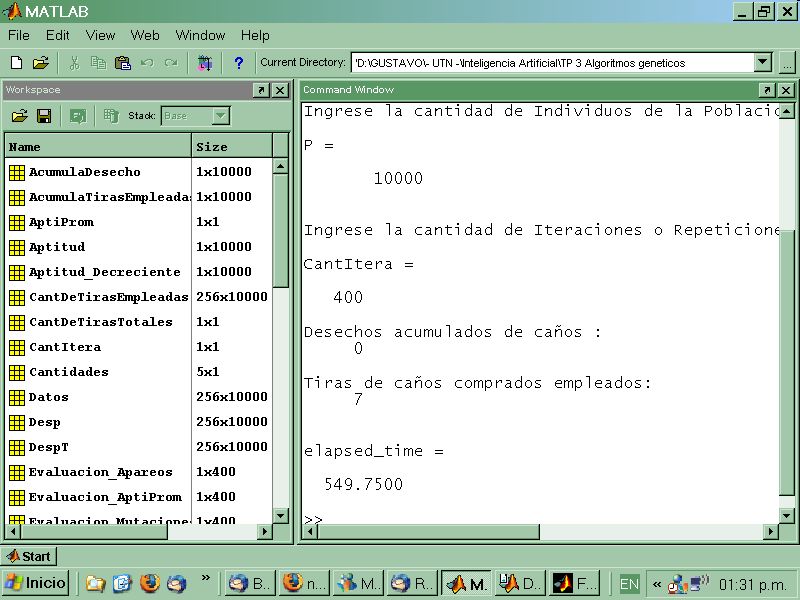 MATLAB
File Edit View Web Window Help
Current Directory: 'D:\GUSTAVO\- UTN -\Inteligencia Artificial\TP 3 Algoritmos geneticos
Workspace
Stack: Base
Name Size
AcumulaDesecho 1x10000
AcumulaTirasEmpleadas 1x10000
AptiProm 1x1
Aptitud 1x10000
Aptitud_Decreciente 1x10000
CantDeTirasEmpleadas 256x10000
CantDeTirasTotales 1x1
CantItera 1x1
Cantidades 5x1
Datos 256x10000
Desp 256x10000
DespT 256x10000
Evaluacion_Apareos 1x400
Evaluacion_AptiProm 1x400
Evaluacion_Mutaciones 1x400
Command Window
Ingrese la cantidad de Individuos de la Poblacio
P =
10000
Ingrese la cantidad de Iteraciones o Repeticione
CantItera =
400
Desechos acumulados de caños :
0
Tiras de caños comprados empleados:
7
elapsed_time =
549.7500
>>
Start
Inicio » B... n... M... R... M. D... F... EN « 01:31 p.m.